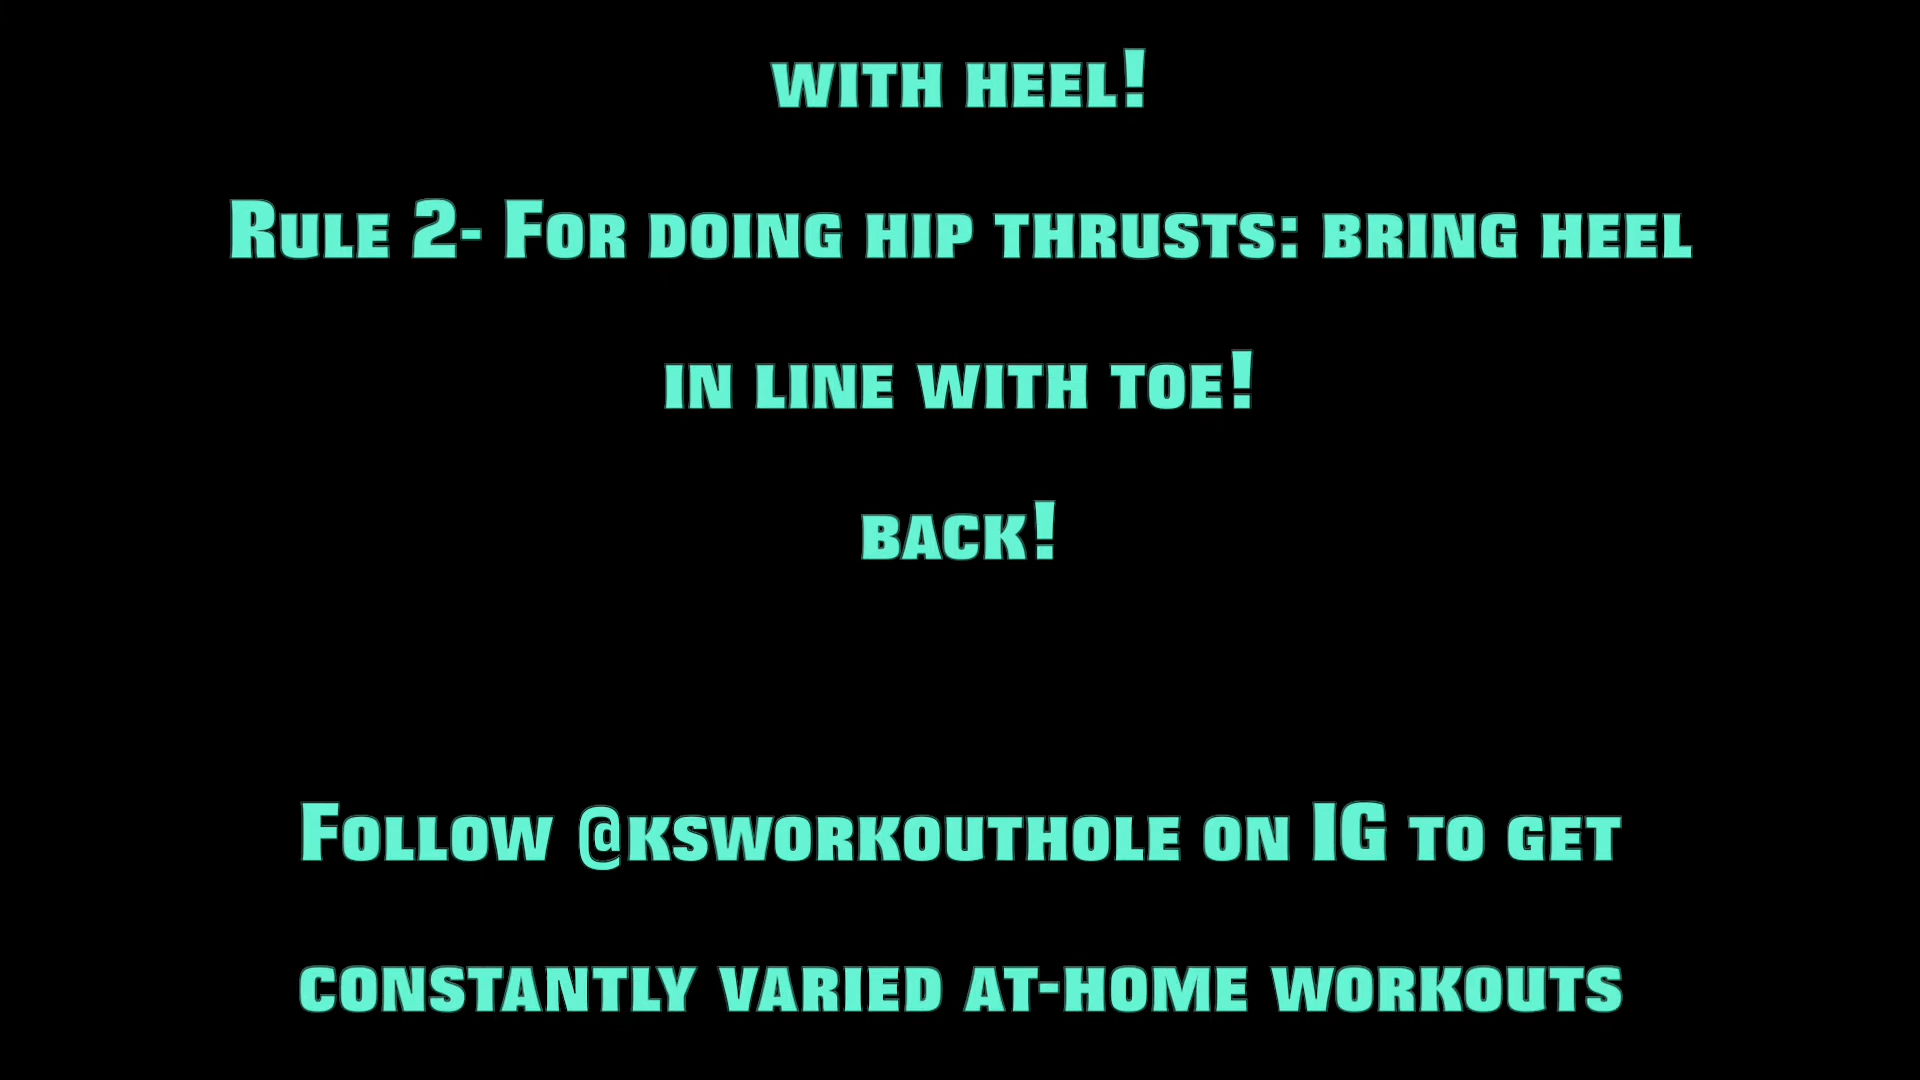 with heel!
Rule 2- For doing hip thrusts: bring heel
in line with toe!
back!
Follow @ksworkouthole on IG to get
constantly varied at-home workouts